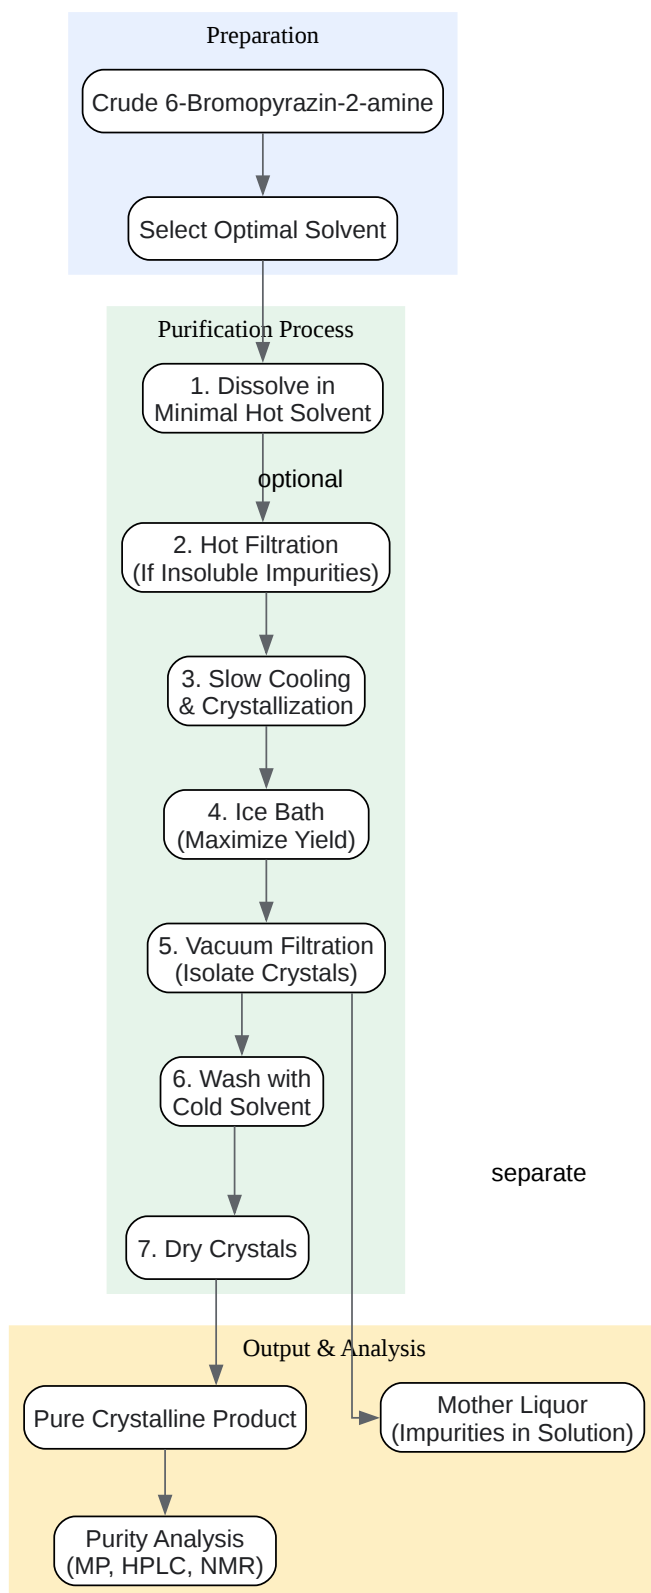 Preparation
Crude 6-Bromopyrazin-2-amine
Select Optimal Solvent
Purification Process
1. Dissolve in
Minimal Hot Solvent
optional
2. Hot Filtration
(If Insoluble Impurities)
3. Slow Cooling
& Crystallization
4. Ice Bath
(Maximize Yield)
5. Vacuum Filtration
(Isolate Crystals)
6. Wash with
Cold Solvent
separate
7. Dry Crystals
Output & Analysis
Pure Crystalline Product
Mother Liquor
(Impurities in Solution)
Purity Analysis
(MP, HPLC, NMR)